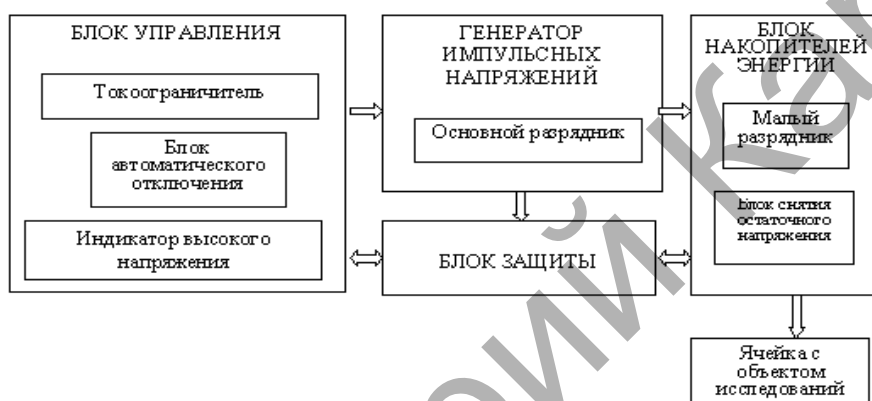 БЛОК УПРАВЛЕНИЯ
Токоограничитель
Блок
автоматического
отключения
Индикатор высокого
напряжения
ГЕНЕРАТОР
ИМПУЛЬСНЫХ
НАПРЯЖЕНИЙ
Основной разрядник
БЛОК ЗАЩИТЫ
БЛОК
НАКОПИТЕЛЕЙ
ЭНЕРГИИ
Малый
разрядник
Блок снятия
остаточного
напряжения
Ячейка с
объектом
исследований